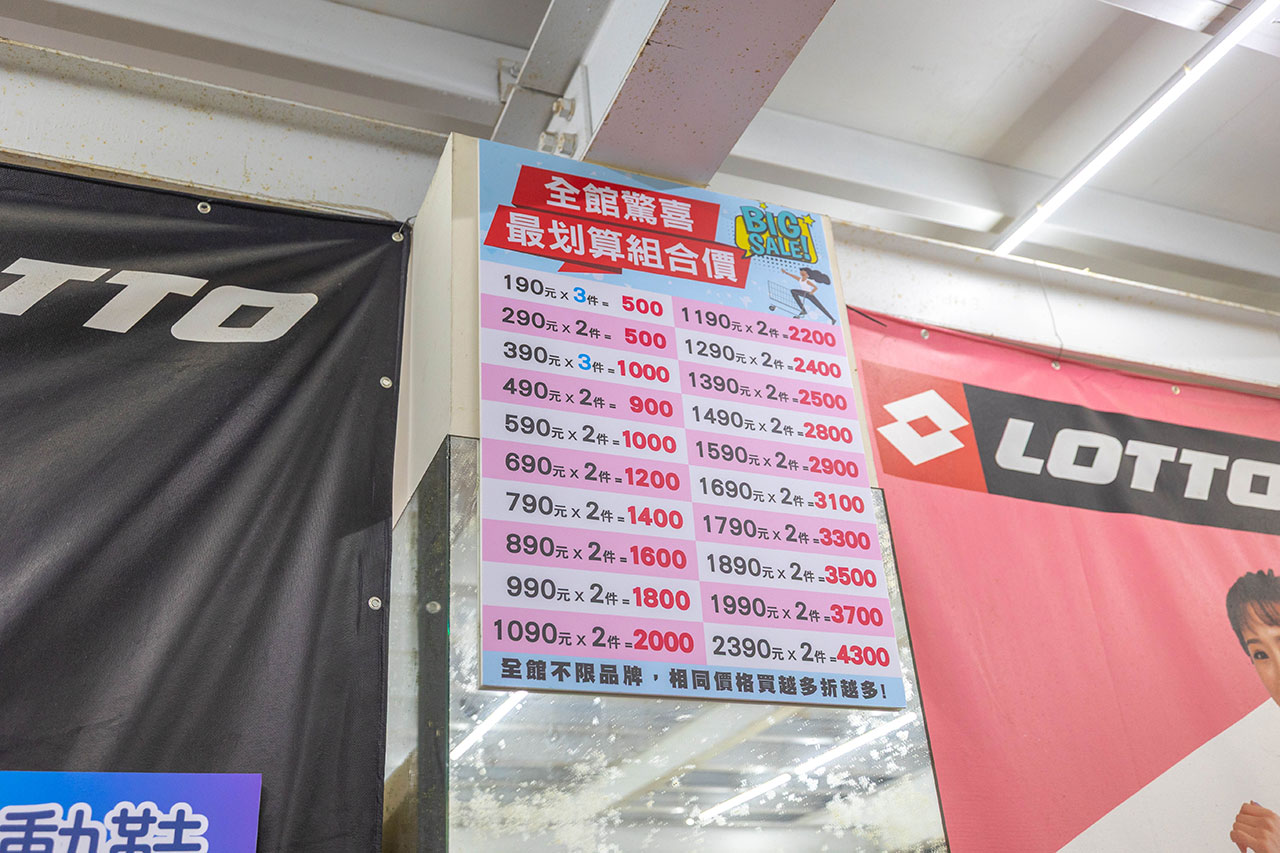 TTO
全館驚喜
最划算組合價
BIG
SALE!
190元 x 3件 = 500
290元 x 2件 = 500
390元 x 3件 = 1000
490元 x 2件 = 900
590元 x 2件 = 1000
690元 x 2件 = 1200
790元 x 2件 = 1400
890元 x 2件 = 1600
990元 x 2件 = 1800
1090元 x 2件 = 2000
1190元 x 2件 = 2200
1290元 x 2件 = 2400
1390元 x 2件 = 2500
1490元 x 2件 = 2800
1590元 x 2件 = 2900
1690元 x 2件 = 3100
1790元 x 2件 = 3300
1890元 x 2件 = 3500
1990元 x 2件 = 3700
2390元 x 2件 = 4300
全館不限品牌，相同價格買越多折越多!
LOTTO
動鞋